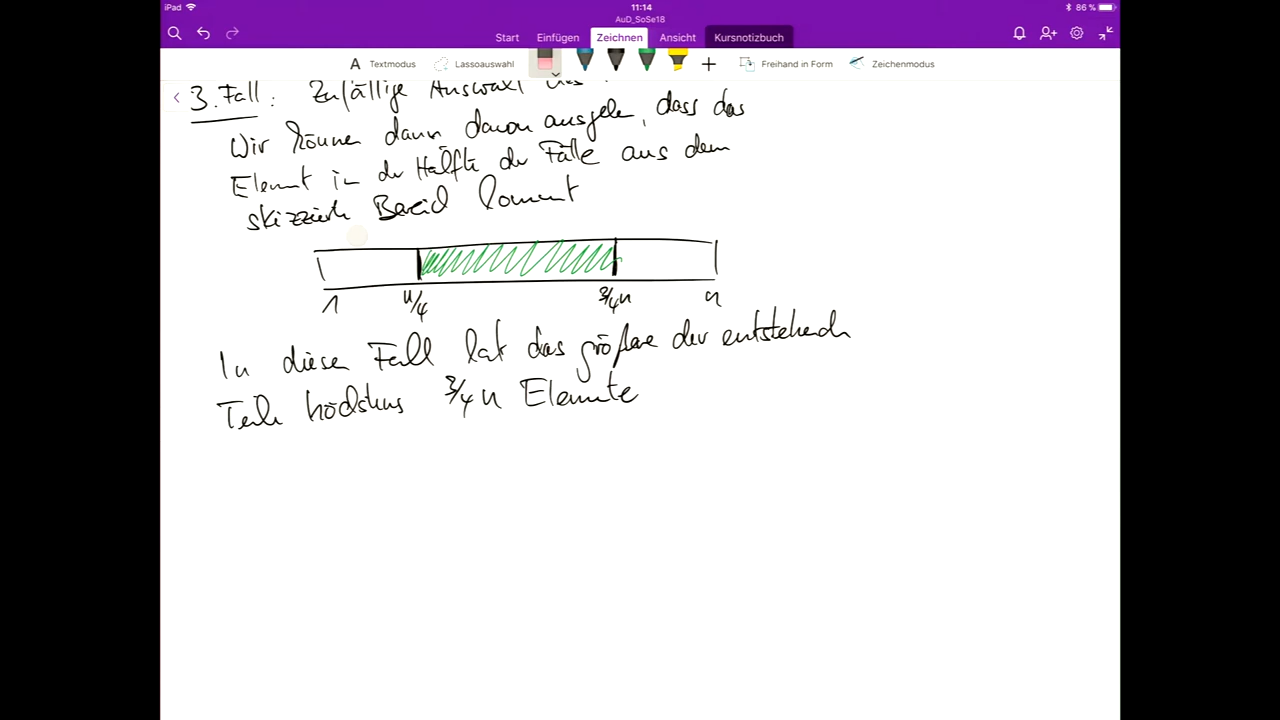 iPad
11:14
86 %
AuD_SoSe18
Start Einfügen Zeichnen Ansicht Kursnotizbuch
A Textmodus Lassoauswahl Freihand in Form Zeichenmodus
3. Fall: Zufällige Auswahl des
Wir können dann davon ausgehen, dass das
Element in der Hälfte der Fälle aus dem
skizzierten Bereich kommt
1 n/4 3/4n n
In diesem Fall hat das größere der entstehenden
Teile höchstens 3/4 n Elemente